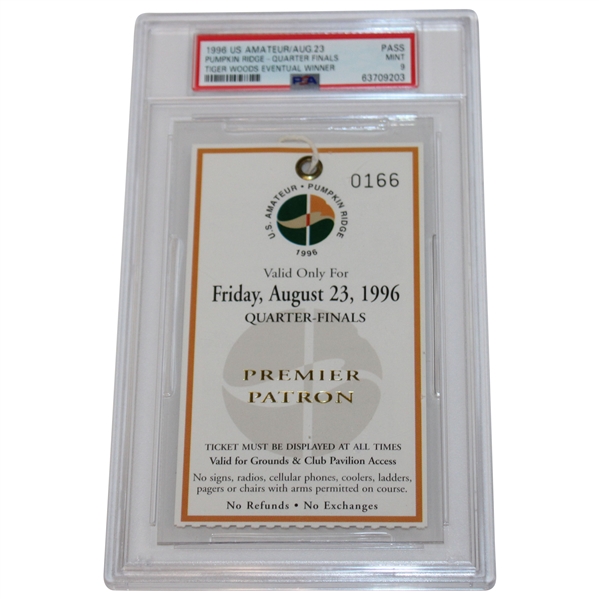 1996 US AMATEUR/AUG.23 PASS
PUMPKIN RIDGE - QUARTER FINALS MINT
TIGER WOODS EVENTUAL WINNER 9
PSA 63709203
0166
U.S. AMATEUR • PUMPKIN RIDGE
1996
Valid Only For
Friday, August 23, 1996
QUARTER-FINALS
PREMIER
PATRON
TICKET MUST BE DISPLAYED AT ALL TIMES
Valid for Grounds & Club Pavilion Access
No signs, radios, cellular phones, coolers, ladders,
pagers or chairs with arms permitted on course.
No Refunds • No Exchanges